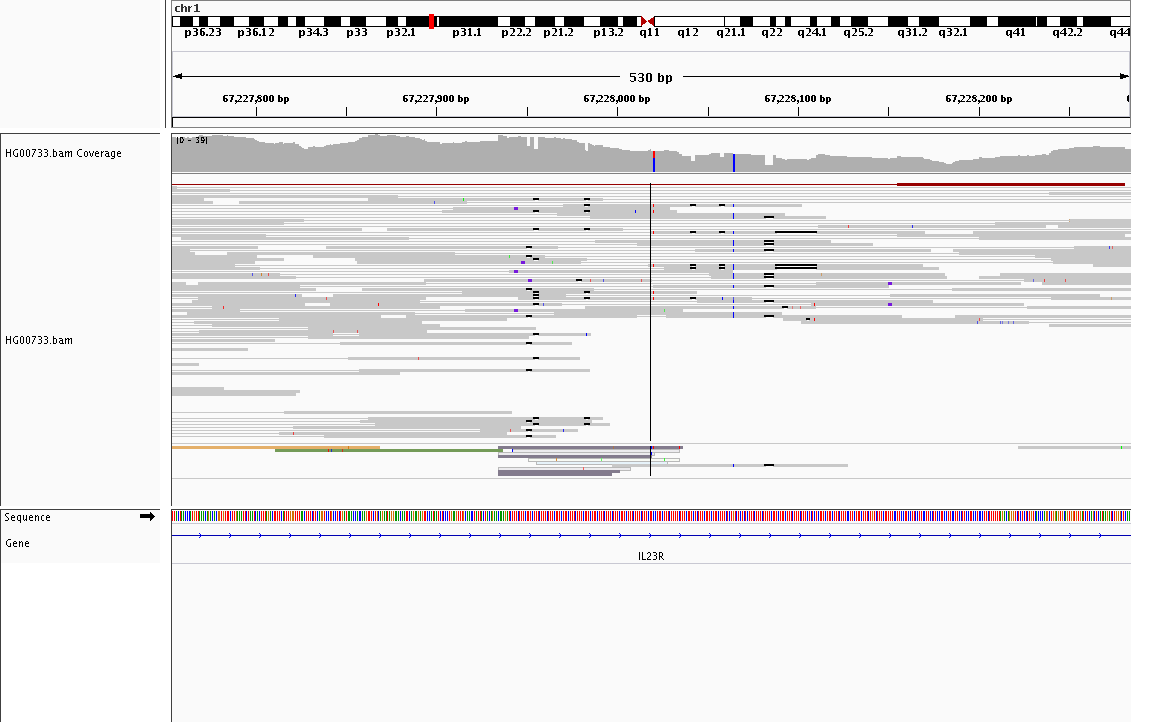 chr1
p36.23 p36.12 p34.3 p33 p32.1 p31.1 p22.2 p21.2 p13.2 q11 q12 q21.1 q22 q24.1 q25.2 q31.2 q32.1 q41 q42.2 q44
530 bp
67,227,800 bp 67,227,900 bp 67,228,000 bp 67,228,100 bp 67,228,200 bp
[0 - 39]
HG00733.bam Coverage
HG00733.bam
Sequence
Gene
IL23R